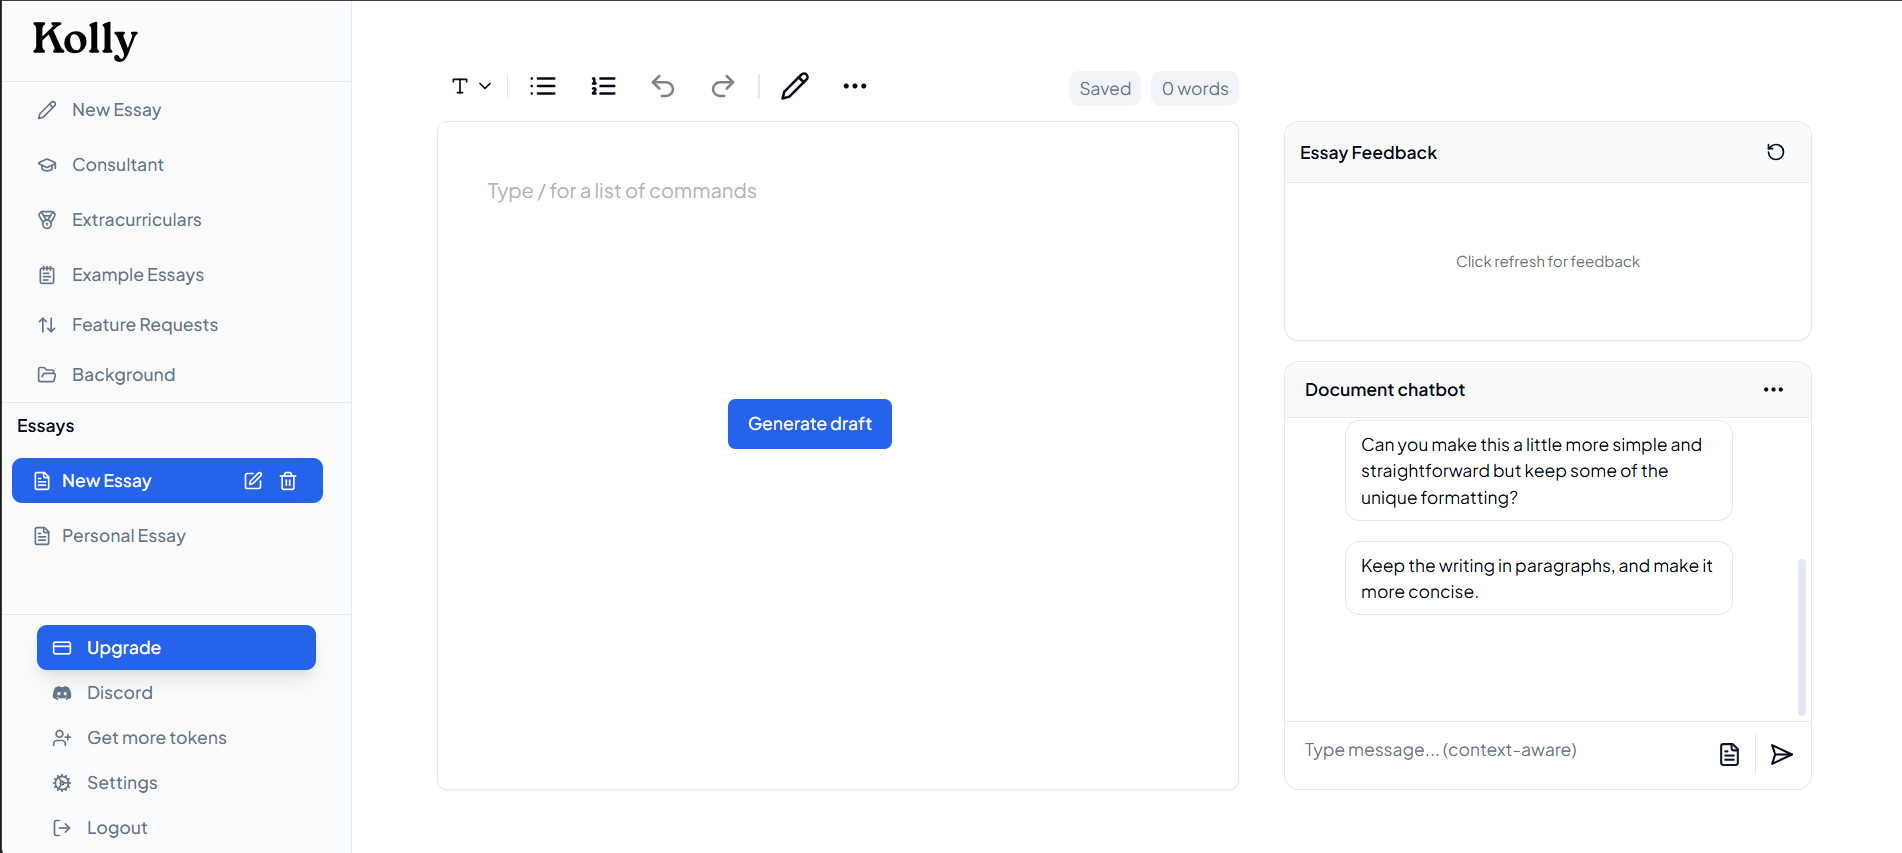 Kolly
New Essay
Consultant
Extracurriculars
Example Essays
Feature Requests
Background
Essays
New Essay
Personal Essay
Upgrade
Discord
Get more tokens
Settings
Logout
T
Saved
0 words
Type / for a list of commands
Generate draft
Essay Feedback
Click refresh for feedback
Document chatbot
Can you make this a little more simple and
straightforward but keep some of the
unique formatting?
Keep the writing in paragraphs, and make it
more concise.
Type message... (context-aware)